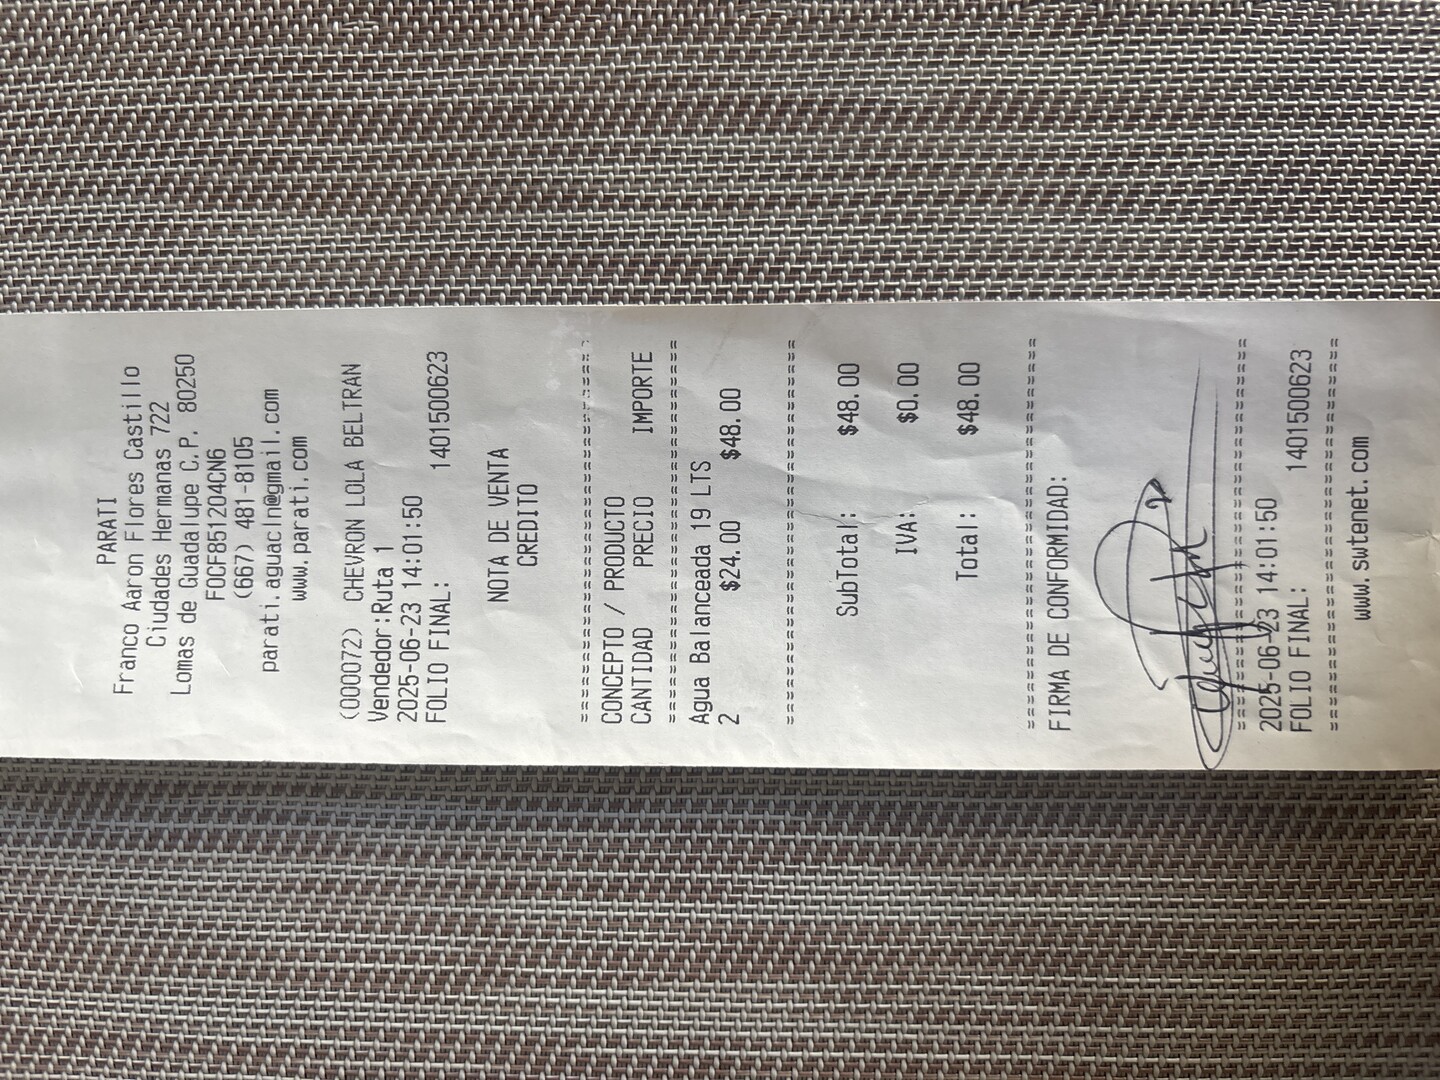 PARATI
Franco Aaron Flores Castillo
Ciudades Hermanas 722
Lomas de Guadalupe C.P. 80250
FOCF851204CN6
(667) 481-8105
parati.aguacln@gmail.com
www.parati.com
(000072) CHEVRON LOLA BELTRAN
Vendedor:Ruta 1
2025-06-23 14:01:50
FOLIO FINAL: 1401500623
NOTA DE VENTA
CREDITO
CONCEPTO / PRODUCTO
CANTIDAD PRECIO IMPORTE
Agua Balanceada 19 LTS
2 $24.00 $48.00
SubTotal: $48.00
IVA: $0.00
Total: $48.00
FIRMA DE CONFORMIDAD:
2025-06-23 14:01:50
FOLIO FINAL: 1401500623
www.swtenet.com